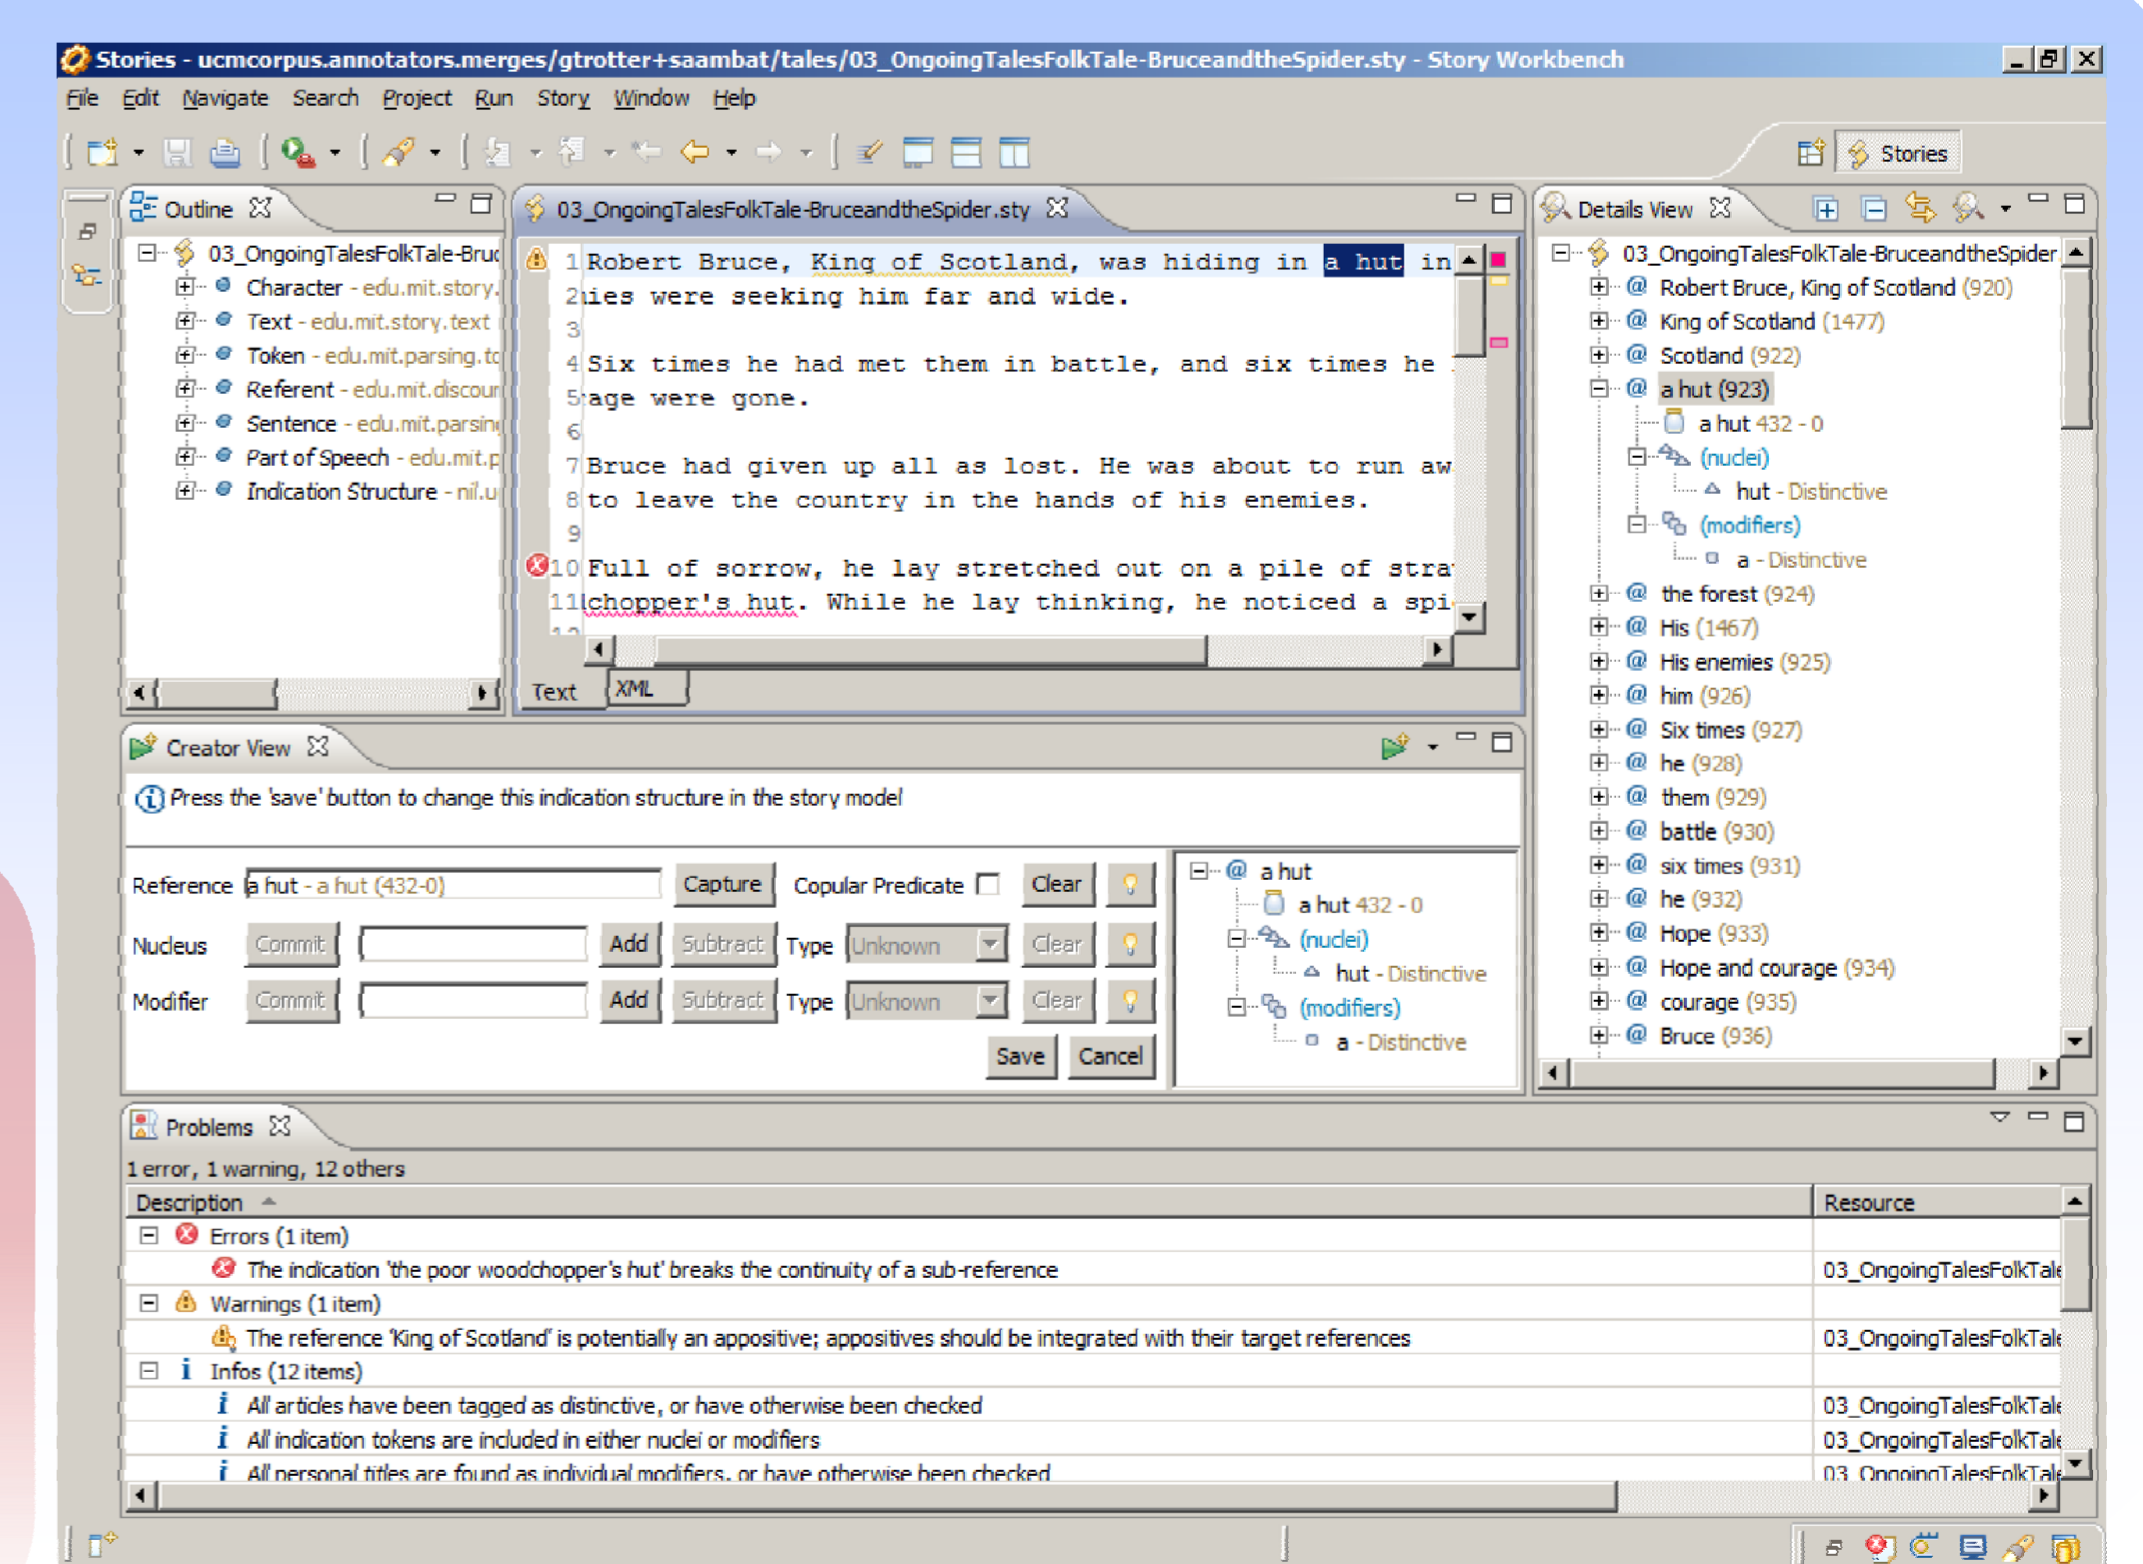 Stories - ucmcorpus.annotators.merges/gtrotter+saambat/tales/03_OngoingTalesFolkTale-BruceandtheSpider.sty - Story Workbench
File Edit Navigate Search Project Run Story Window Help
Stories
Outline
03_OngoingTalesFolkTale-Bruc
Character - edu.mit.story.
Text - edu.mit.story.text
Token - edu.mit.parsing.to
Referent - edu.mit.discour
Sentence - edu.mit.parsing
Part of Speech - edu.mit.p
Indication Structure - nil.u
03_OngoingTalesFolkTale-BruceandtheSpider.sty
1 Robert Bruce, King of Scotland, was hiding in a hut in
2 ies were seeking him far and wide.
3
4 Six times he had met them in battle, and six times he
5 age were gone.
6
7 Bruce had given up all as lost. He was about to run aw
8 to leave the country in the hands of his enemies.
9
10 Full of sorrow, he lay stretched out on a pile of stra
11 chopper's hut. While he lay thinking, he noticed a spi
12
Text XML
Details View
03_OngoingTalesFolkTale-BruceandtheSpider.
Robert Bruce, King of Scotland (920)
King of Scotland (1477)
Scotland (922)
a hut (923)
a hut 432 - 0
(nuclei)
hut - Distinctive
(modifiers)
a - Distinctive
the forest (924)
His (1467)
His enemies (925)
him (926)
Six times (927)
he (928)
them (929)
battle (930)
six times (931)
he (932)
Hope (933)
Hope and courage (934)
courage (935)
Bruce (936)
Creator View
Press the 'save' button to change this indication structure in the story model
Reference a hut - a hut (432-0) Capture Copular Predicate Clear
Nucleus Commit Add Subtract Type Unknown Clear
Modifier Commit Add Subtract Type Unknown Clear
Save Cancel
a hut
a hut 432 - 0
(nuclei)
hut - Distinctive
(modifiers)
a - Distinctive
Problems
1 error, 1 warning, 12 others
Description Resource
Errors (1 item)
The indication 'the poor woodchopper's hut' breaks the continuity of a sub-reference 03_OngoingTalesFolkTale
Warnings (1 item)
The reference 'King of Scotland' is potentially an appositive; appositives should be integrated with their target references 03_OngoingTalesFolkTale
Infos (12 items)
All articles have been tagged as distinctive, or have otherwise been checked 03_OngoingTalesFolkTale
All indication tokens are included in either nuclei or modifiers 03_OngoingTalesFolkTale
All personal titles are found as individual modifiers, or have otherwise been checked 03_OngoingTalesFolkTale